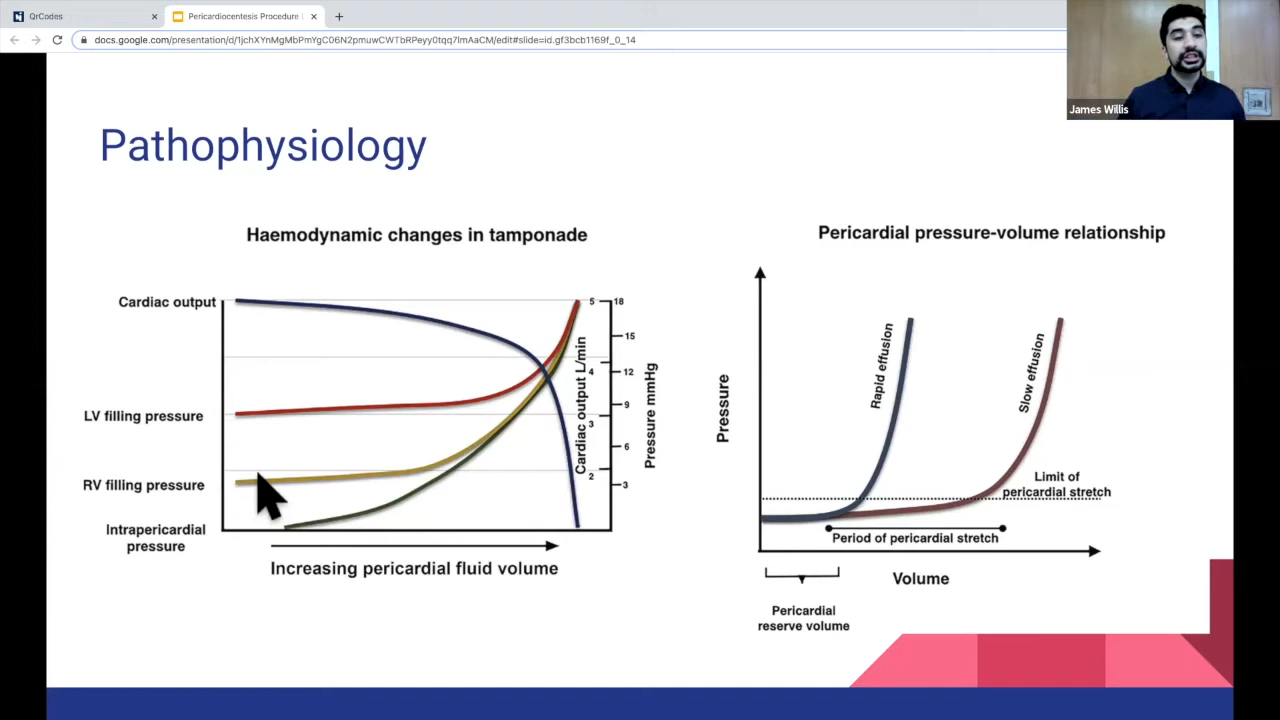 QrCodes
Pericardiocentesis Procedure L
docs.google.com/presentation/d/1jchXYnMgMbPmYgC06N2pmuwCWTbRPeyy0tqq7lmAaCM/edit#slide=id.gf3bcb1169f_0_14
James Willis
Pathophysiology
Haemodynamic changes in tamponade
Cardiac output
LV filling pressure
RV filling pressure
Intrapericardial
pressure
5
4
3
2
Cardiac output L/min
18
15
12
9
6
3
Pressure mmHg
Increasing pericardial fluid volume
Pericardial pressure-volume relationship
Pressure
Rapid effusion
Slow effusion
Limit of
pericardial stretch
Period of pericardial stretch
Volume
Pericardial
reserve volume